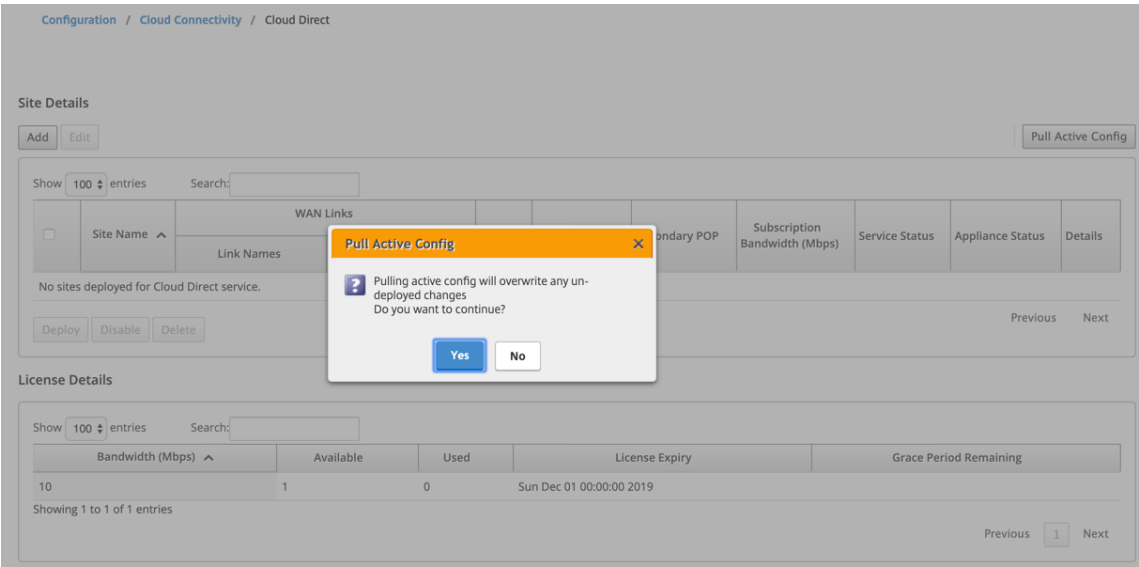 Configuration / Cloud Connectivity / Cloud Direct
Site Details
Add Edit Pull Active Config
Show 100 entries Search:
Site Name WAN Links Subscription Bandwidth (Mbps) Service Status Appliance Status Details
Link Names POP
No sites deployed for Cloud Direct service.
Pull Active Config
Pulling active config will overwrite any un-
deployed changes
Do you want to continue?
Yes No
Deploy Disable Delete Previous Next
License Details
Show 100 entries Search:
Bandwidth (Mbps) Available Used License Expiry Grace Period Remaining
10 1 0 Sun Dec 01 00:00:00 2019
Showing 1 to 1 of 1 entries
Previous 1 Next